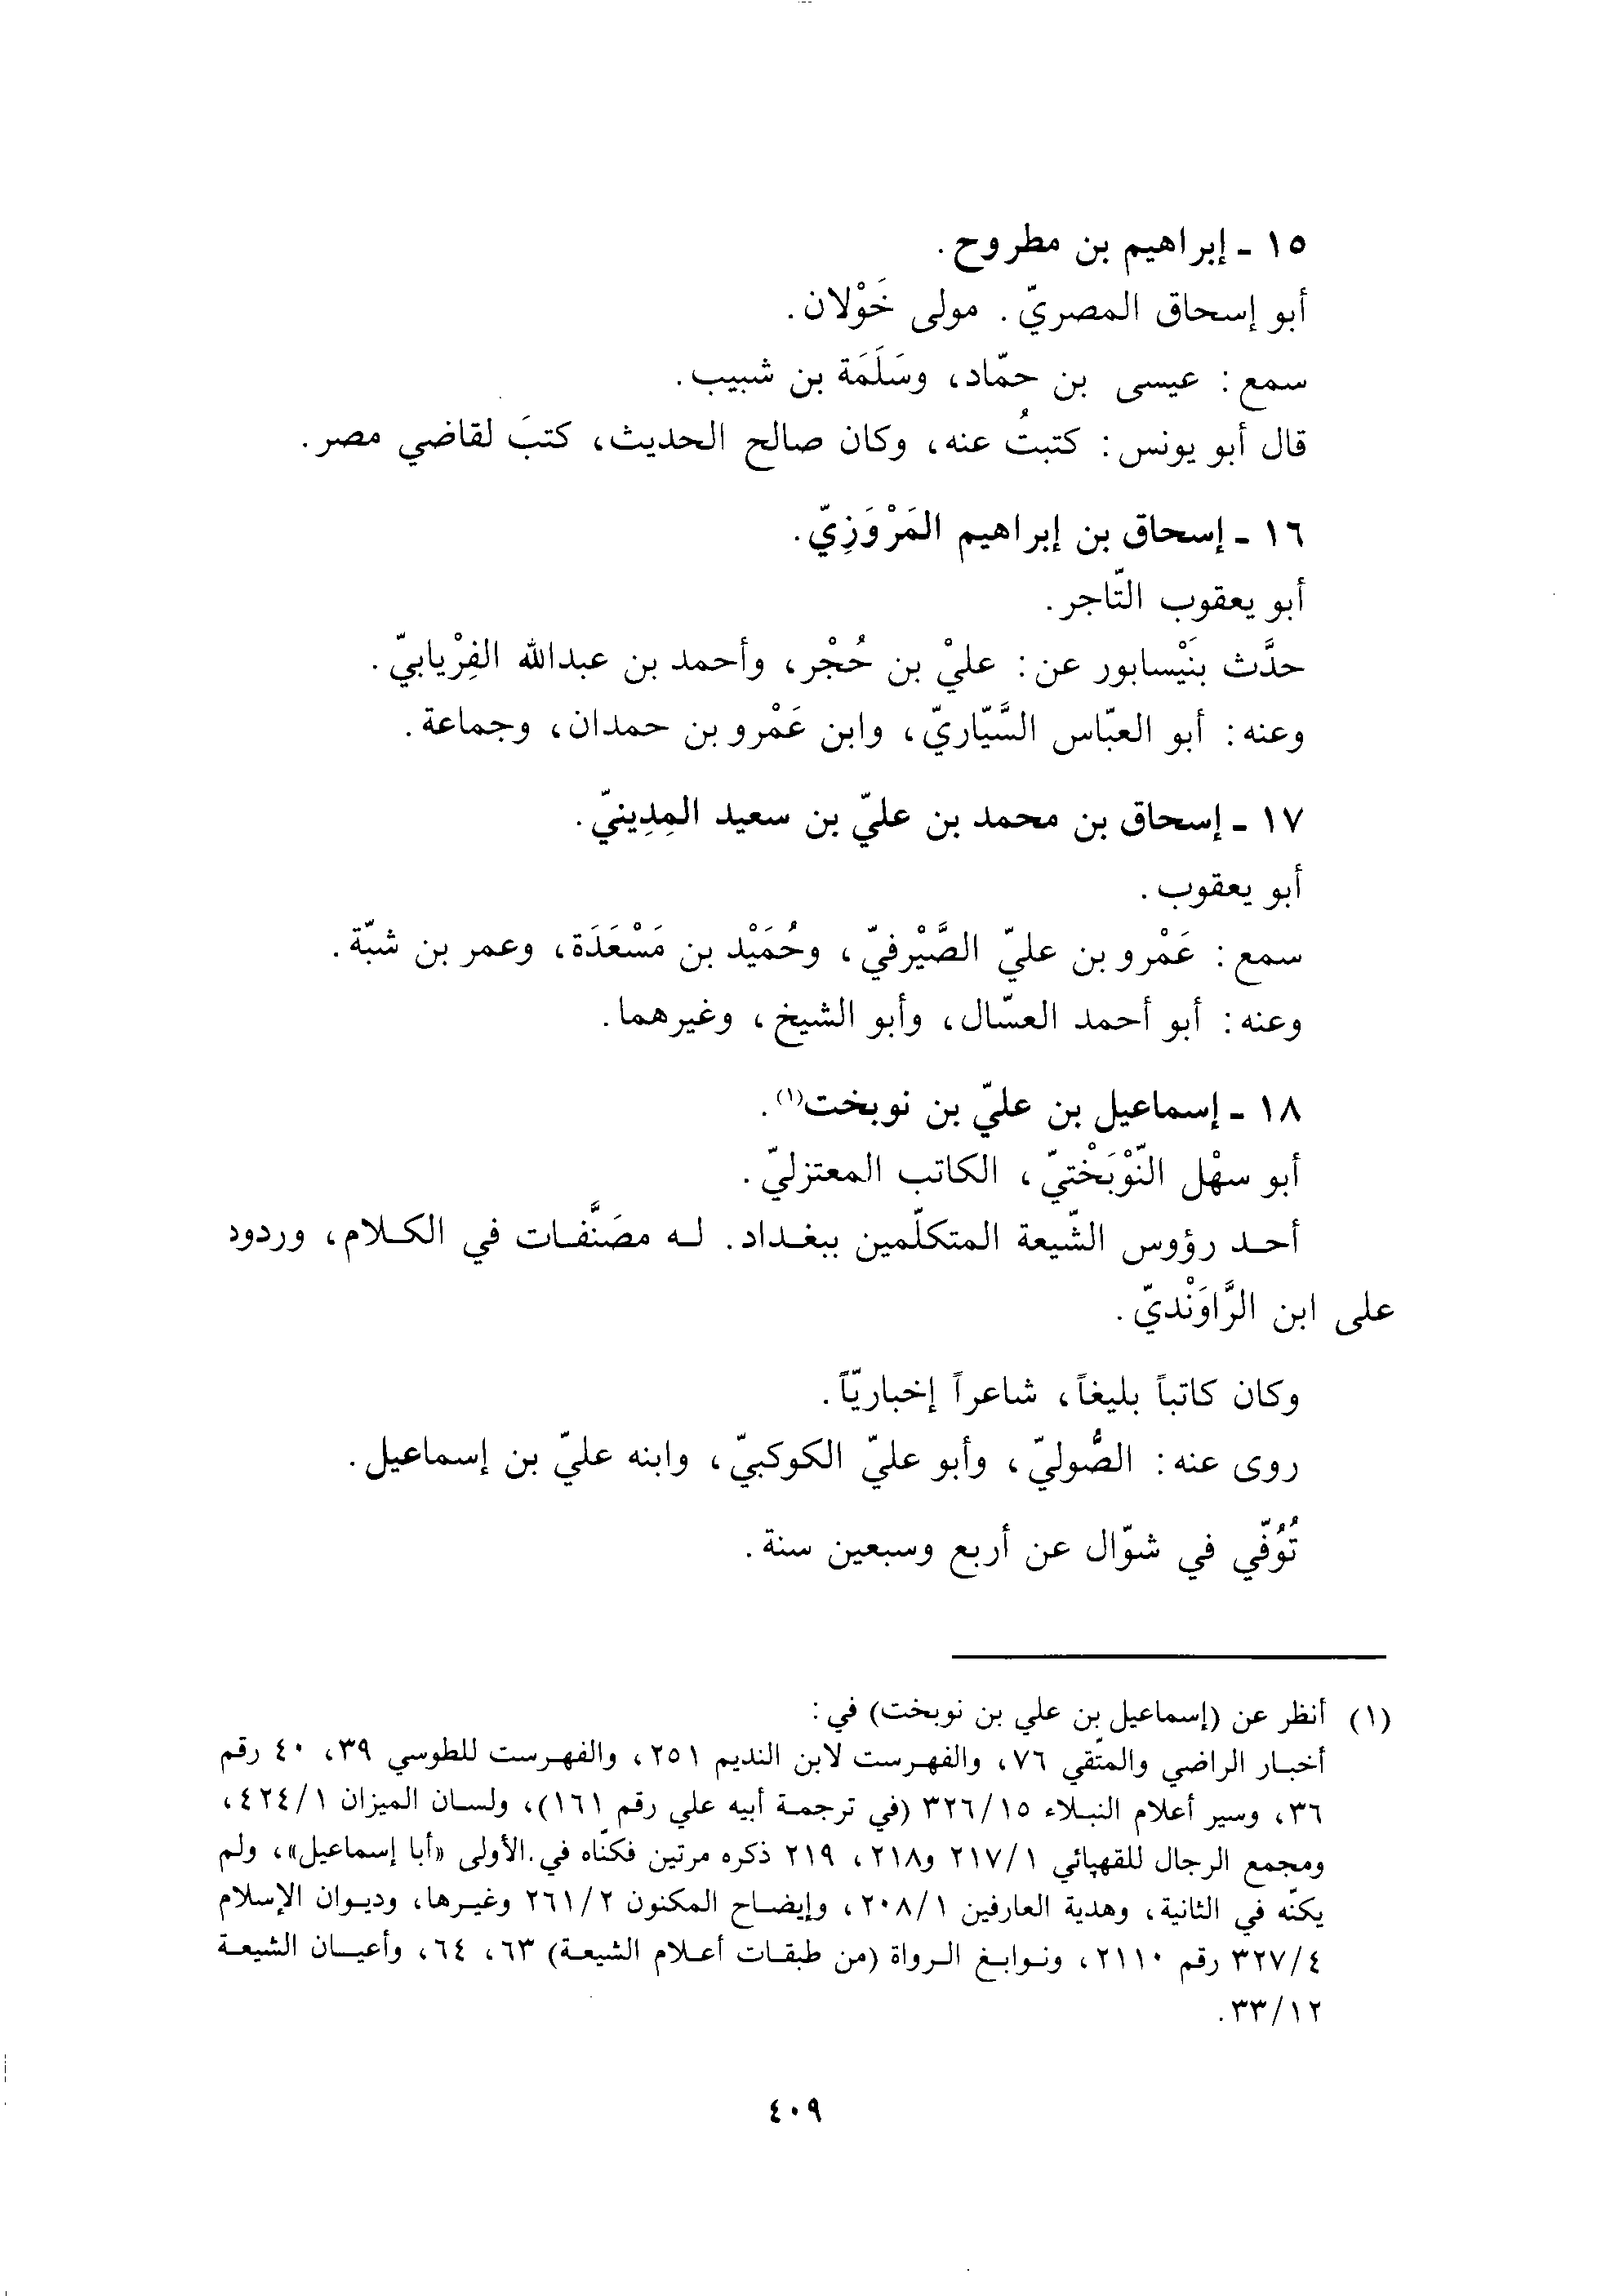 ١٥ - إبراهيم بن مطروح.
أبو إسحاق المصريّ. مولى خَوْلان.
سمع: عيسى بن حمّاد، وسَلَمَة بن شبيب.
قال أبو يونس: كتبتُ عنه، وكان صالح الحديث، كتبَ لقاضي مصر.
١٦ - إسحاق بن إبراهيم المَرْوَزِيّ.
أبو يعقوب التّاجر.
حدَّث بنَيْسابور عن: عليْ بن حُجْر، وأحمد بن عبدالله الفِرْيابيّ.
وعنه: أبو العبّاس السَّيّاريّ، وابن عَمْرو بن حمدان، وجماعة.
١٧ - إسحاق بن محمد بن عليّ بن سعيد المِدِينيّ.
أبو يعقوب.
سمع: عَمْرو بن عليّ الصَّيْرفيّ، وحُمَيْد بن مَسْعَدَة، وعمر بن شبّة.
وعنه: أبو أحمد العسّال، وأبو الشيخ، وغيرهما.
١٨ - إسماعيل بن عليّ بن نوبخت(١).
أبو سهْل النّوْبَخْتيّ، الكاتب المعتزليّ.
أحد رؤوس الشّيعة المتكلّمين ببغداد. له مصَنَّفات في الكلام، وردود
على ابن الرَّاوَنْديّ.
وكان كاتباً بليغاً، شاعراً إخباريّاً.
روى عنه: الصُّوليّ، وأبو عليّ الكوكبيّ، وابنه عليّ بن إسماعيل.
تُوُفّي في شوّال عن أربع وسبعين سنة.
(١) أنظر عن (إسماعيل بن علي بن نوبخت) في:
أخبار الراضي والمتّقي ٧٦، والفهرست لابن النديم ٢٥١، والفهرست للطوسي ٣٩، ٤٠ رقم
٣٦، وسير أعلام النبلاء ٣٢٦/١٥ (في ترجمة أبيه علي رقم ١٦١)، ولسان الميزان ٤٢٤/١،
ومجمع الرجال للقهپائي ٢١٧/١ و٢١٨، ٢١٩ ذكره مرتين فكنّاه في الأولى «أبا إسماعيل»، ولم
يكنّه في الثانية، وهدية العارفين ٢٠٨/١، وإيضاح المكنون ٢٦١/٢ وغيرها، وديوان الإسلام
٣٢٧/٤ رقم ٢١١٠، ونوابغ الرواة (من طبقات أعلام الشيعة) ٦٣، ٦٤، وأعيان الشيعة
٣٣/١٢.
٤٠٩